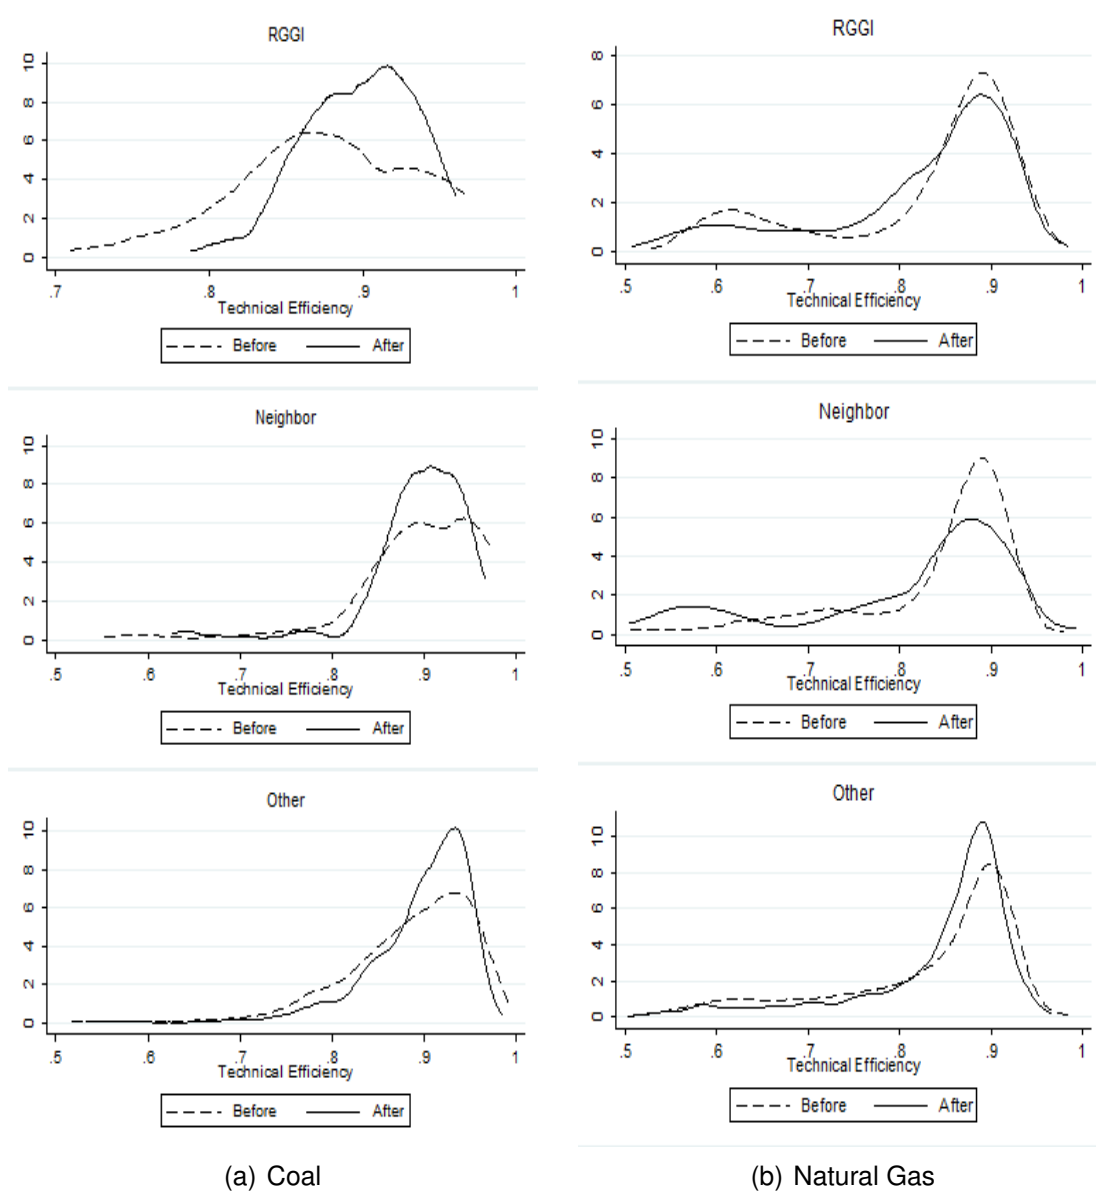 RGGI
10
8
6
4
2
0
.7 .8 .9 1
Technical Efficiency
Before After
Neighbor
10
8
6
4
2
0
.5 .6 .7 .8 .9 1
Technical Efficiency
Before After
Other
10
8
6
4
2
0
.5 .6 .7 .8 .9 1
Technical Efficiency
Before After
(a) Coal
RGGI
8
6
4
2
0
.5 .6 .7 .8 .9 1
Technical Efficiency
Before After
Neighbor
10
8
6
4
2
0
.5 .6 .7 .8 .9 1
Technical Efficiency
Before After
Other
10
8
6
4
2
0
.5 .6 .7 .8 .9 1
Technical Efficiency
Before After
(b) Natural Gas